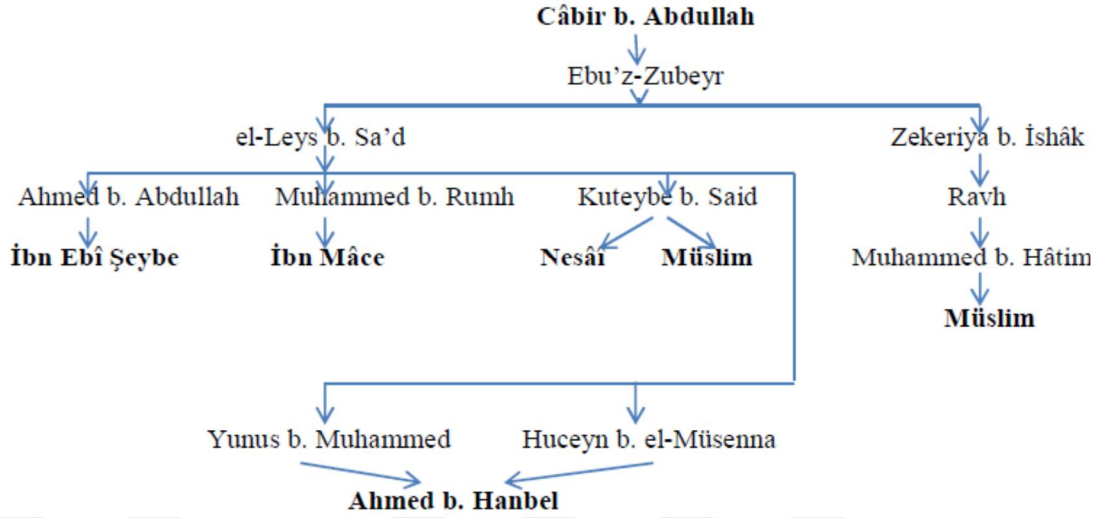 Câbir b. Abdullah
Ebu’z-Zubeyr
el-Leys b. Sa’d Zekeriya b. İshâk
Ahmed b. Abdullah Muhammed b. Rumh Kuteybe b. Said Ravh
İbn Ebî Şeybe İbn Mâce Nesâî Müslim Muhammed b. Hâtim
Müslim
Yunus b. Muhammed Huceyn b. el-Müsenna
Ahmed b. Hanbel